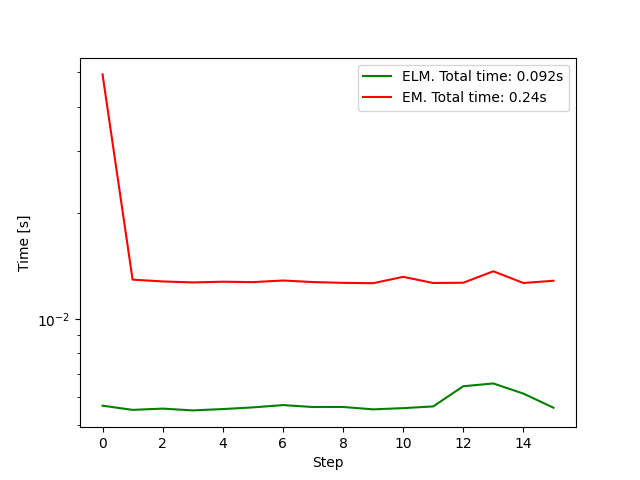 ELM. Total time: 0.092s
EM. Total time: 0.24s
Time [s]
10⁻²
0 2 4 6 8 10 12 14
Step